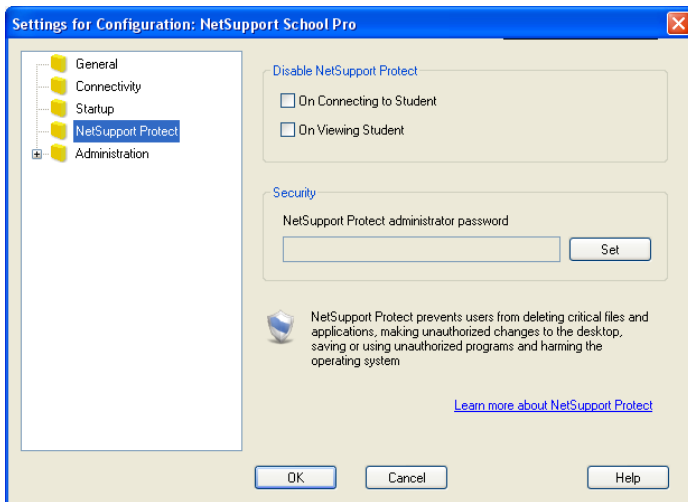 Settings for Configuration: NetSupport School Pro
General
Connectivity
Startup
NetSupport Protect
Administration
Disable NetSupport Protect
On Connecting to Student
On Viewing Student
Security
NetSupport Protect administrator password
Set
NetSupport Protect prevents users from deleting critical files and
applications, making unauthorized changes to the desktop,
saving or using unauthorized programs and harming the
operating system
Learn more about NetSupport Protect
OK
Cancel
Help